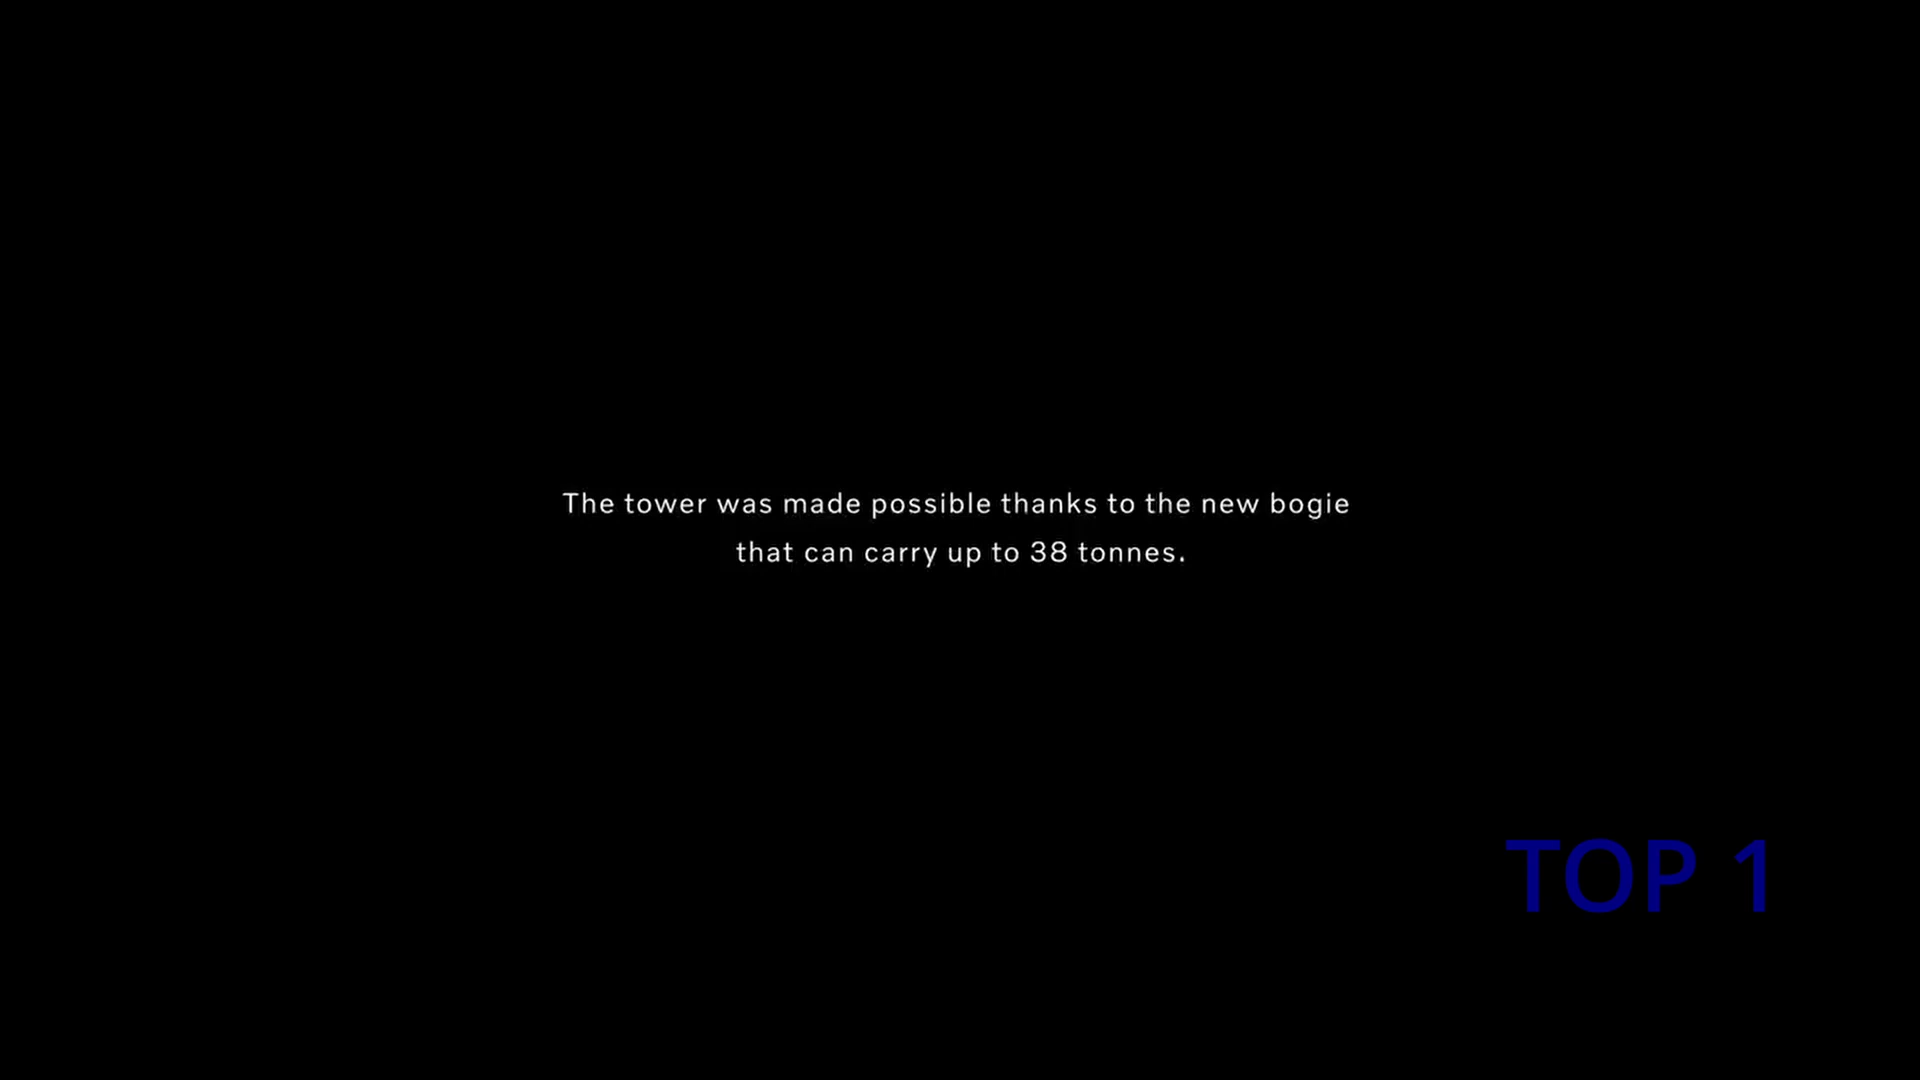 The tower was made possible thanks to the new bogie
that can carry up to 38 tonnes.
TOP 1